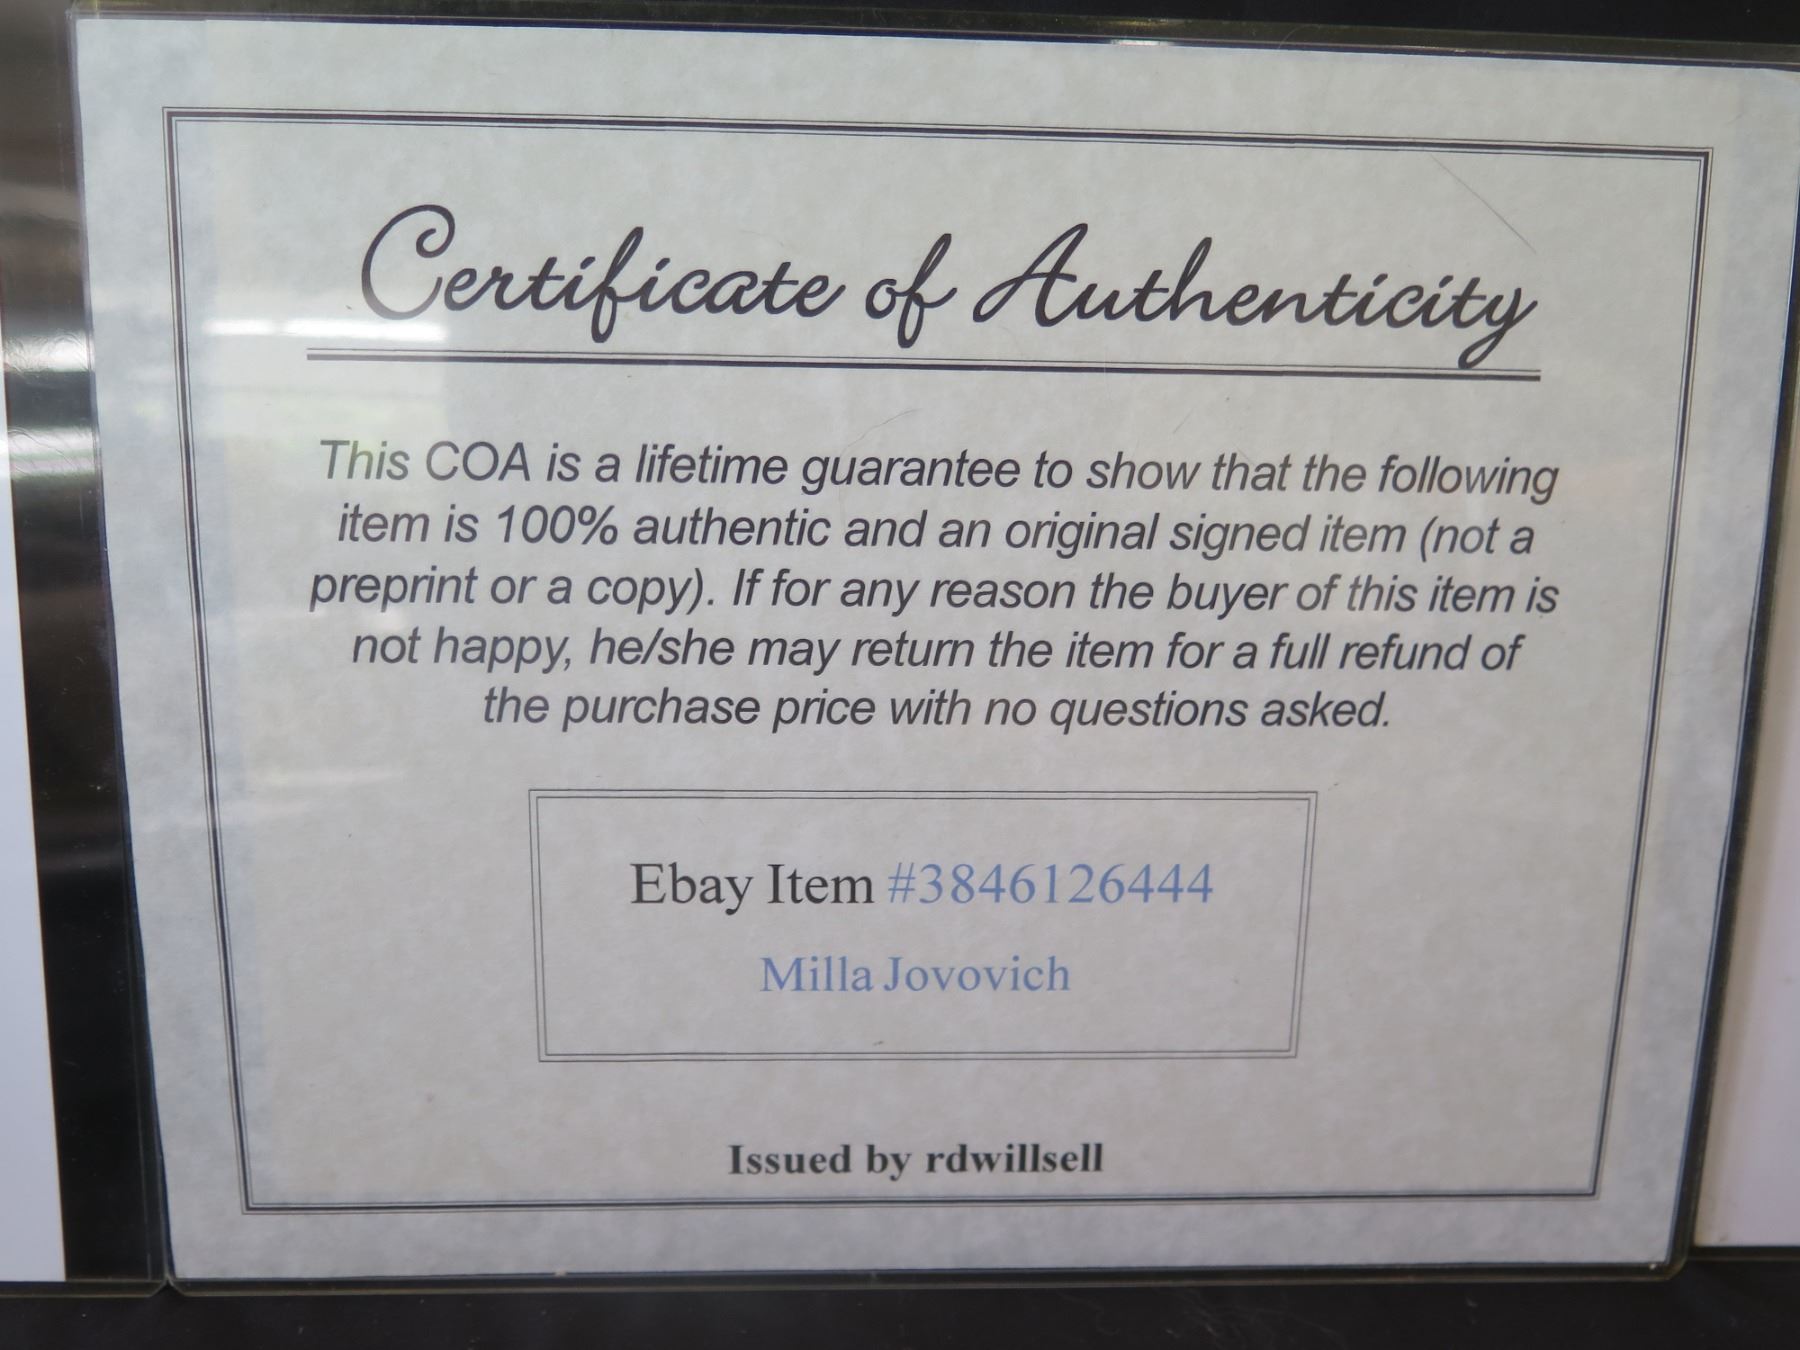 Certificate of Authenticity
This COA is a lifetime guarantee to show that the following
item is 100% authentic and an original signed item (not a
preprint or a copy). If for any reason the buyer of this item is
not happy, he/she may return the item for a full refund of
the purchase price with no questions asked.
Ebay Item #3846126444
Milla Jovovich
Issued by rdwillsell